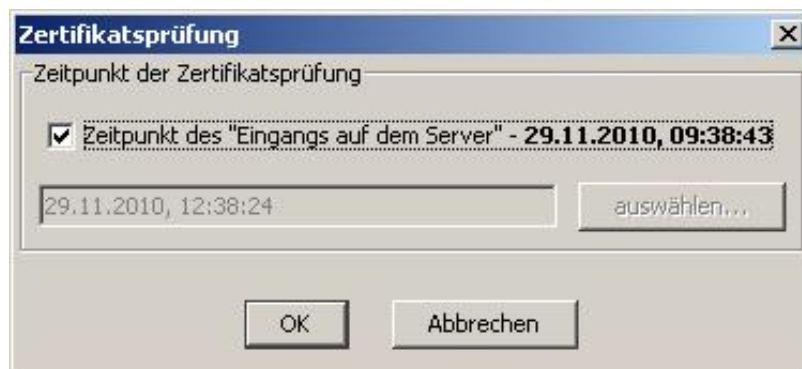 Zertifikatsprüfung
Zeitpunkt der Zertifikatsprüfung
Zeitpunkt des "Eingangs auf dem Server" - 29.11.2010, 09:38:43
29.11.2010, 12:38:24
auswählen...
OK
Abbrechen